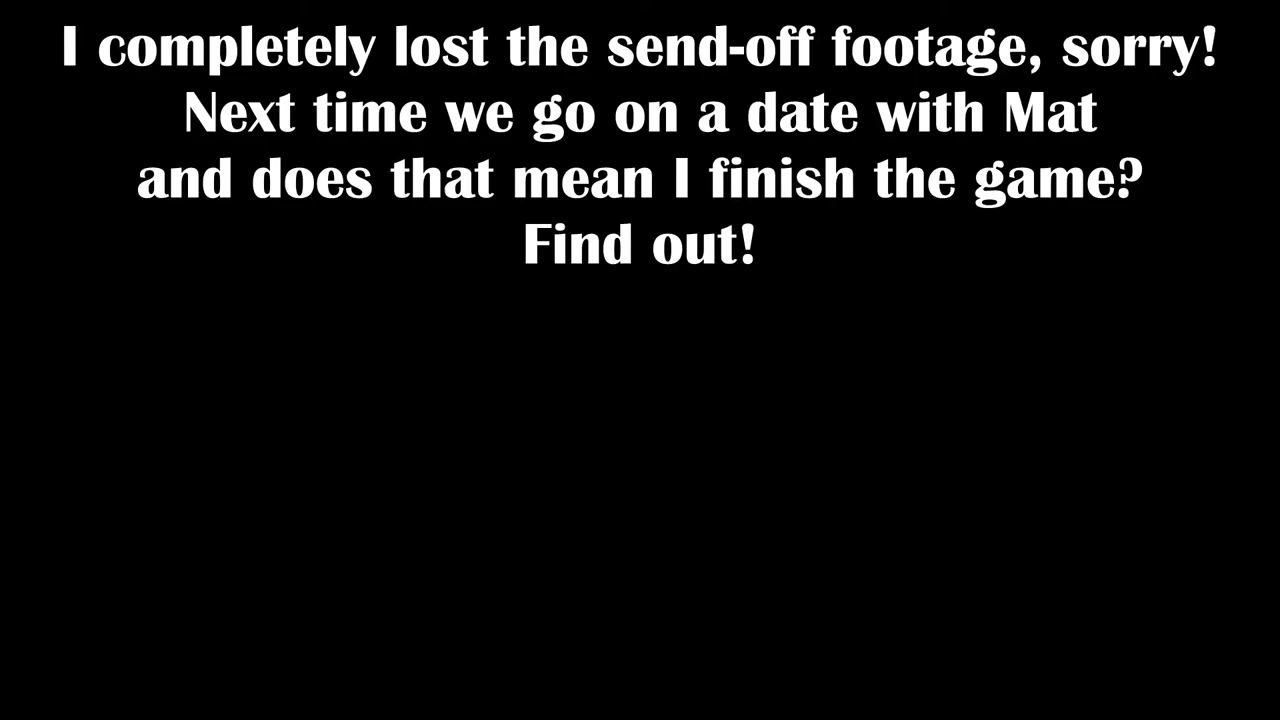 I completely lost the send-off footage, sorry!
Next time we go on a date with Mat
and does that mean I finish the game?
Find out!